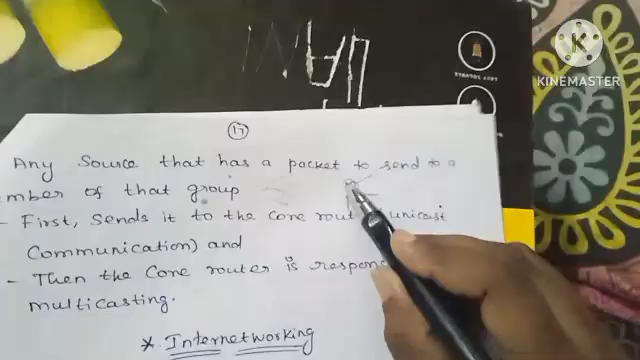 KINEMASTER
17
Any Source that has a packet to send to a
ember of that group
- First, Sends it to the Core rout unicast
Communication) and
- Then the Core router is respon
multicasting.
* Internetworking